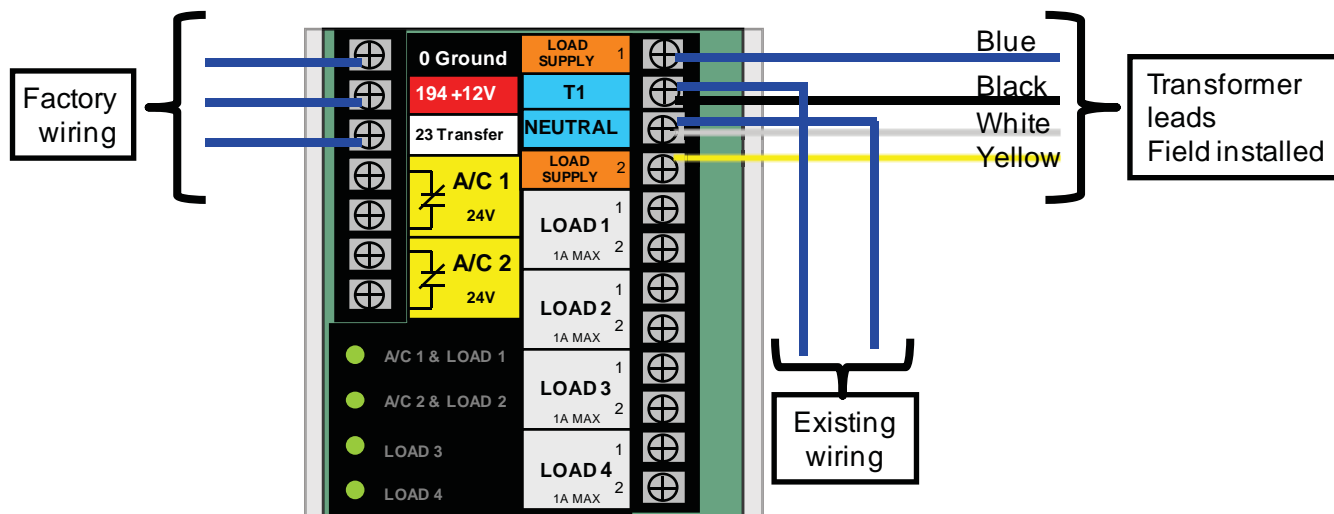 Factory
wiring
0 Ground
194 +12V
23 Transfer
A/C 1
24V
A/C 2
24V
LOAD
SUPPLY 1
T1
NEUTRAL
LOAD
SUPPLY 2
1
LOAD 1
1A MAX 2
1
LOAD 2
1A MAX 2
1
LOAD 3
1A MAX 2
1
LOAD 4
1A MAX 2
A/C 1 & LOAD 1
A/C 2 & LOAD 2
LOAD 3
LOAD 4
Blue
Black
White
Yellow
Transformer
leads
Field installed
Existing
wiring